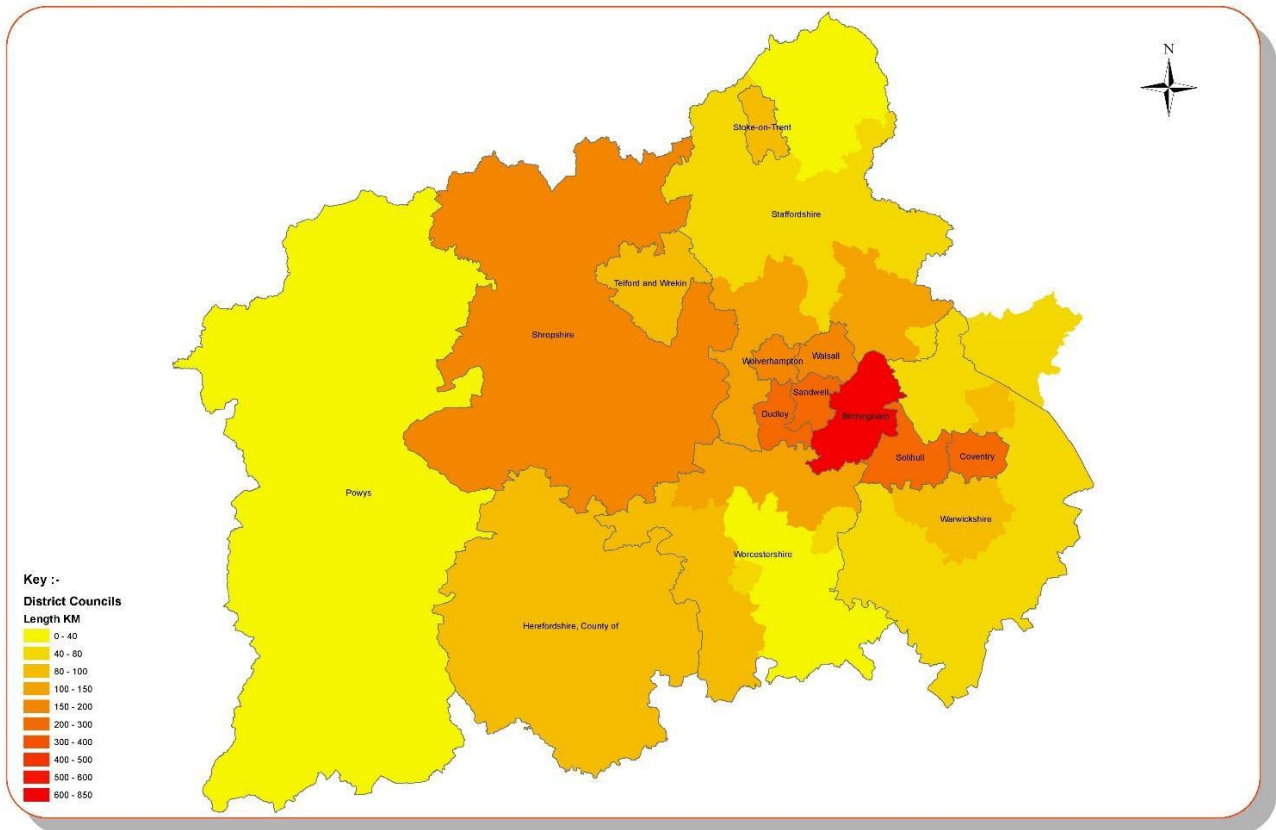 N
Stoke-on-Trent
Staffordshire
Telford and Wrekin
Shropshire
Wolverhampton
Walsall
Sandwell
Dudley
Birmingham
Solihull
Coventry
Powys
Warwickshire
Worcestershire
Herefordshire, County of
Key :-
District Councils
Length KM
0 - 40
40 - 80
80 - 100
100 - 150
150 - 200
200 - 300
300 - 400
400 - 500
500 - 600
600 - 850